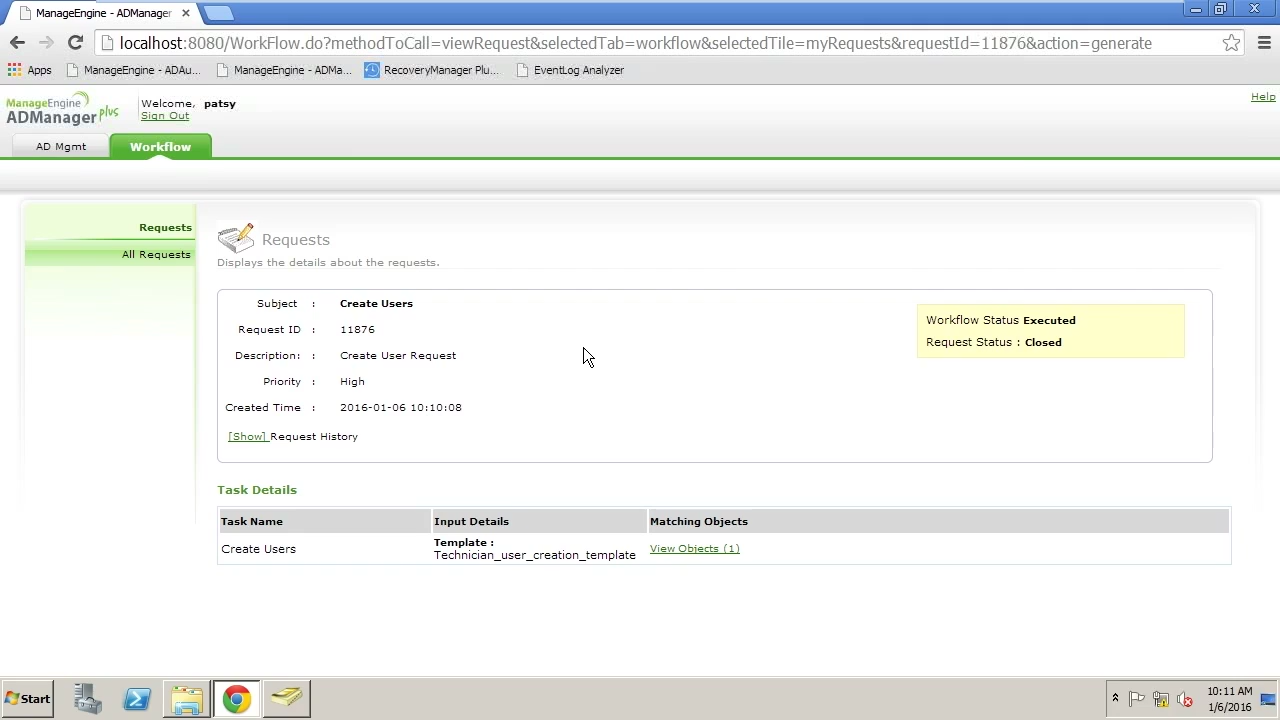 ManageEngine - ADManager
localhost:8080/WorkFlow.do?methodToCall=viewRequest&selectedTab=workflow&selectedTile=myRequests&requestId=11876&action=generate
Apps ManageEngine - ADAu... ManageEngine - ADMa... RecoveryManager Plu... EventLog Analyzer
ManageEngine
ADManager plus
Welcome, patsy
Sign Out
Help
AD Mgmt Workflow
Requests
All Requests
Requests
Displays the details about the requests.
Subject : Create Users
Request ID : 11876
Description: : Create User Request
Priority : High
Created Time : 2016-01-06 10:10:08
[Show] Request History
Workflow Status Executed
Request Status : Closed
Task Details
Task Name Input Details Matching Objects
Create Users Template : Technician_user_creation_template View Objects (1)
Start
10:11 AM
1/6/2016